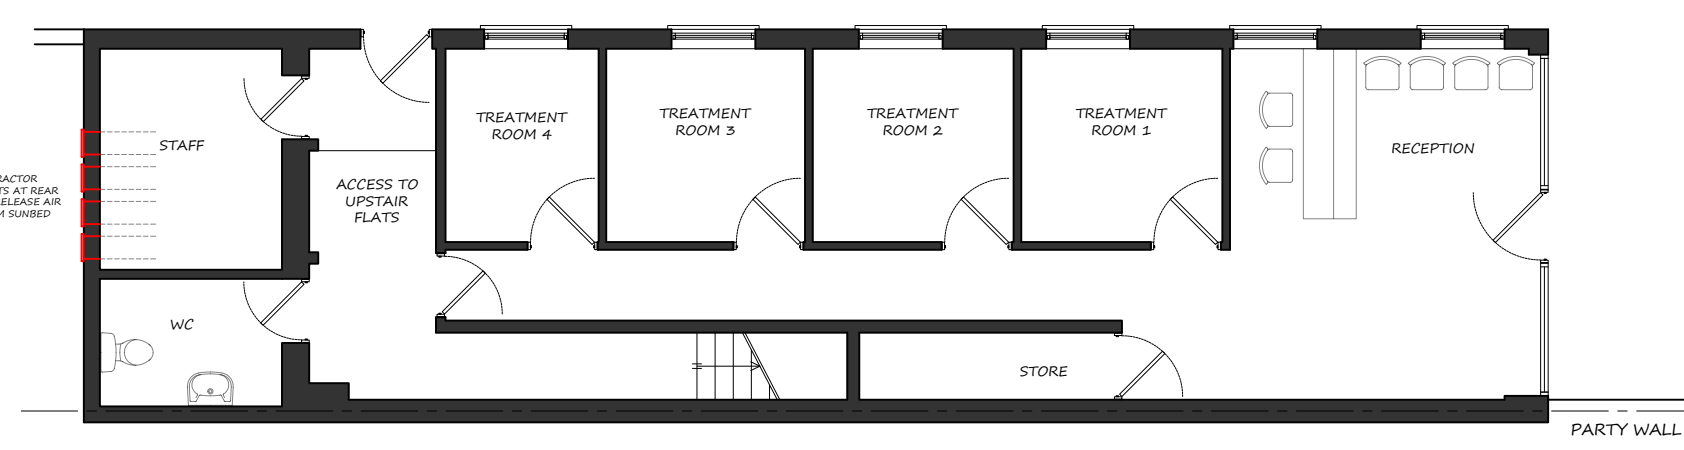 STAFF
RACTOR
TS AT REAR
ELEASE AIR
M SUNBED
WC
ACCESS TO
UPSTAIR
FLATS
TREATMENT
ROOM 4
TREATMENT
ROOM 3
TREATMENT
ROOM 2
TREATMENT
ROOM 1
RECEPTION
STORE
PARTY WALL